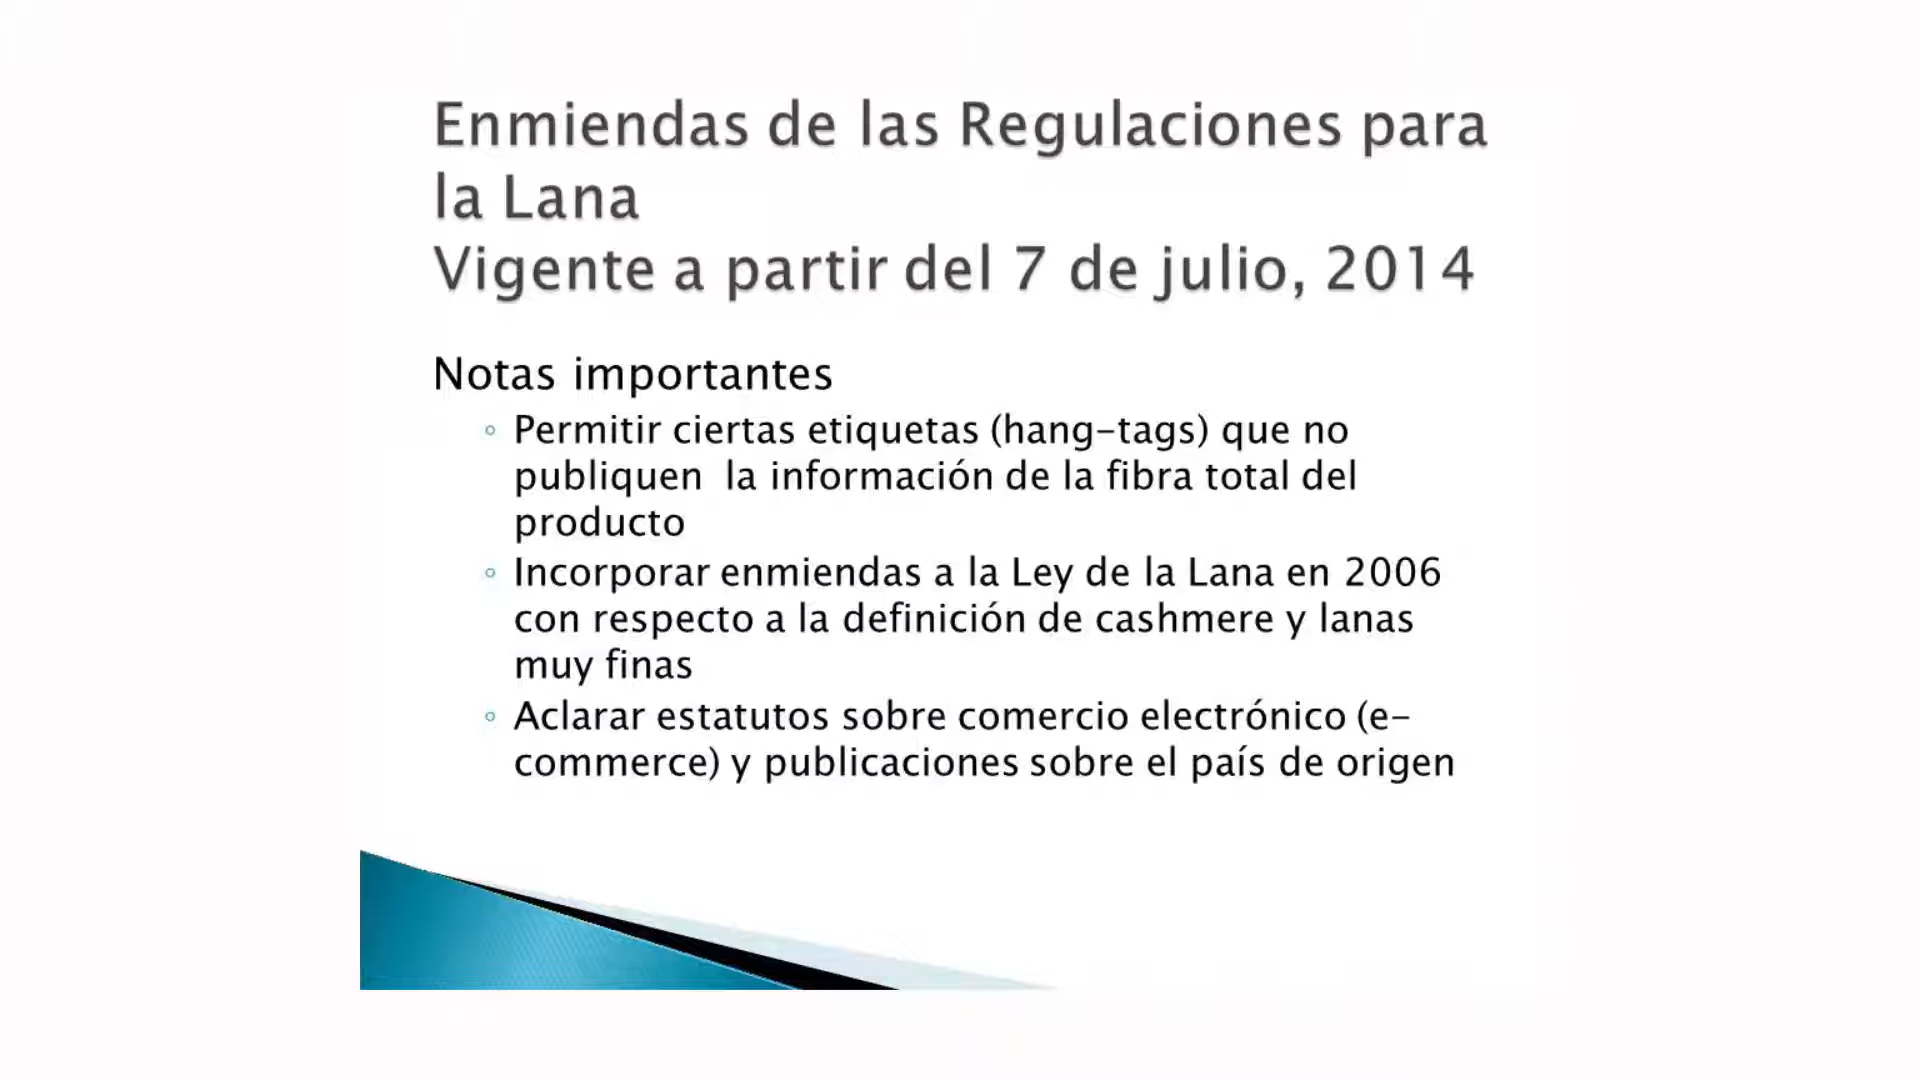 Enmiendas de las Regulaciones para
la Lana
Vigente a partir del 7 de julio, 2014
Notas importantes
◦ Permitir ciertas etiquetas (hang-tags) que no
publiquen la información de la fibra total del
producto
◦ Incorporar enmiendas a la Ley de la Lana en 2006
con respecto a la definición de cashmere y lanas
muy finas
◦ Aclarar estatutos sobre comercio electrónico (e-
commerce) y publicaciones sobre el país de origen